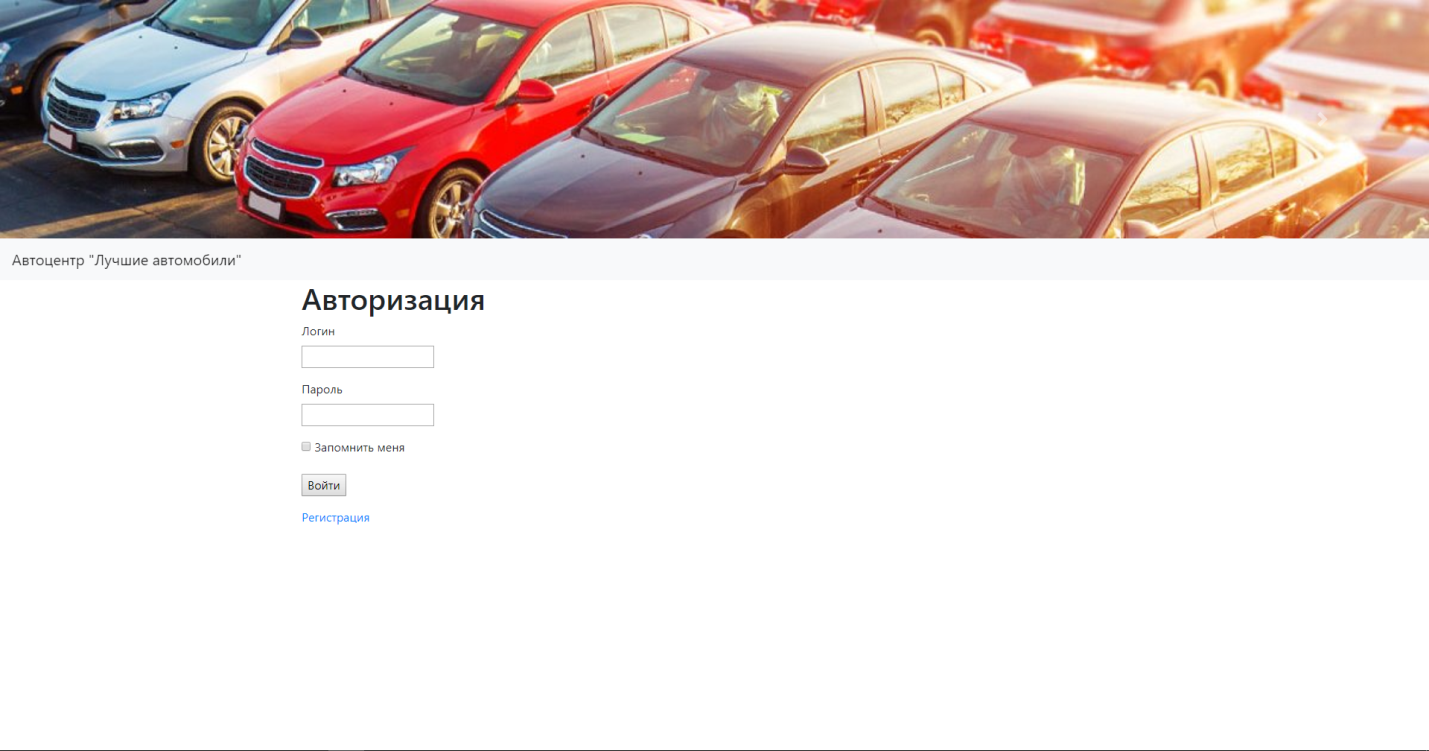 Автоцентр "Лучшие автомобили"
Авторизация
Логин
Пароль
Запомнить меня
Войти
Регистрация